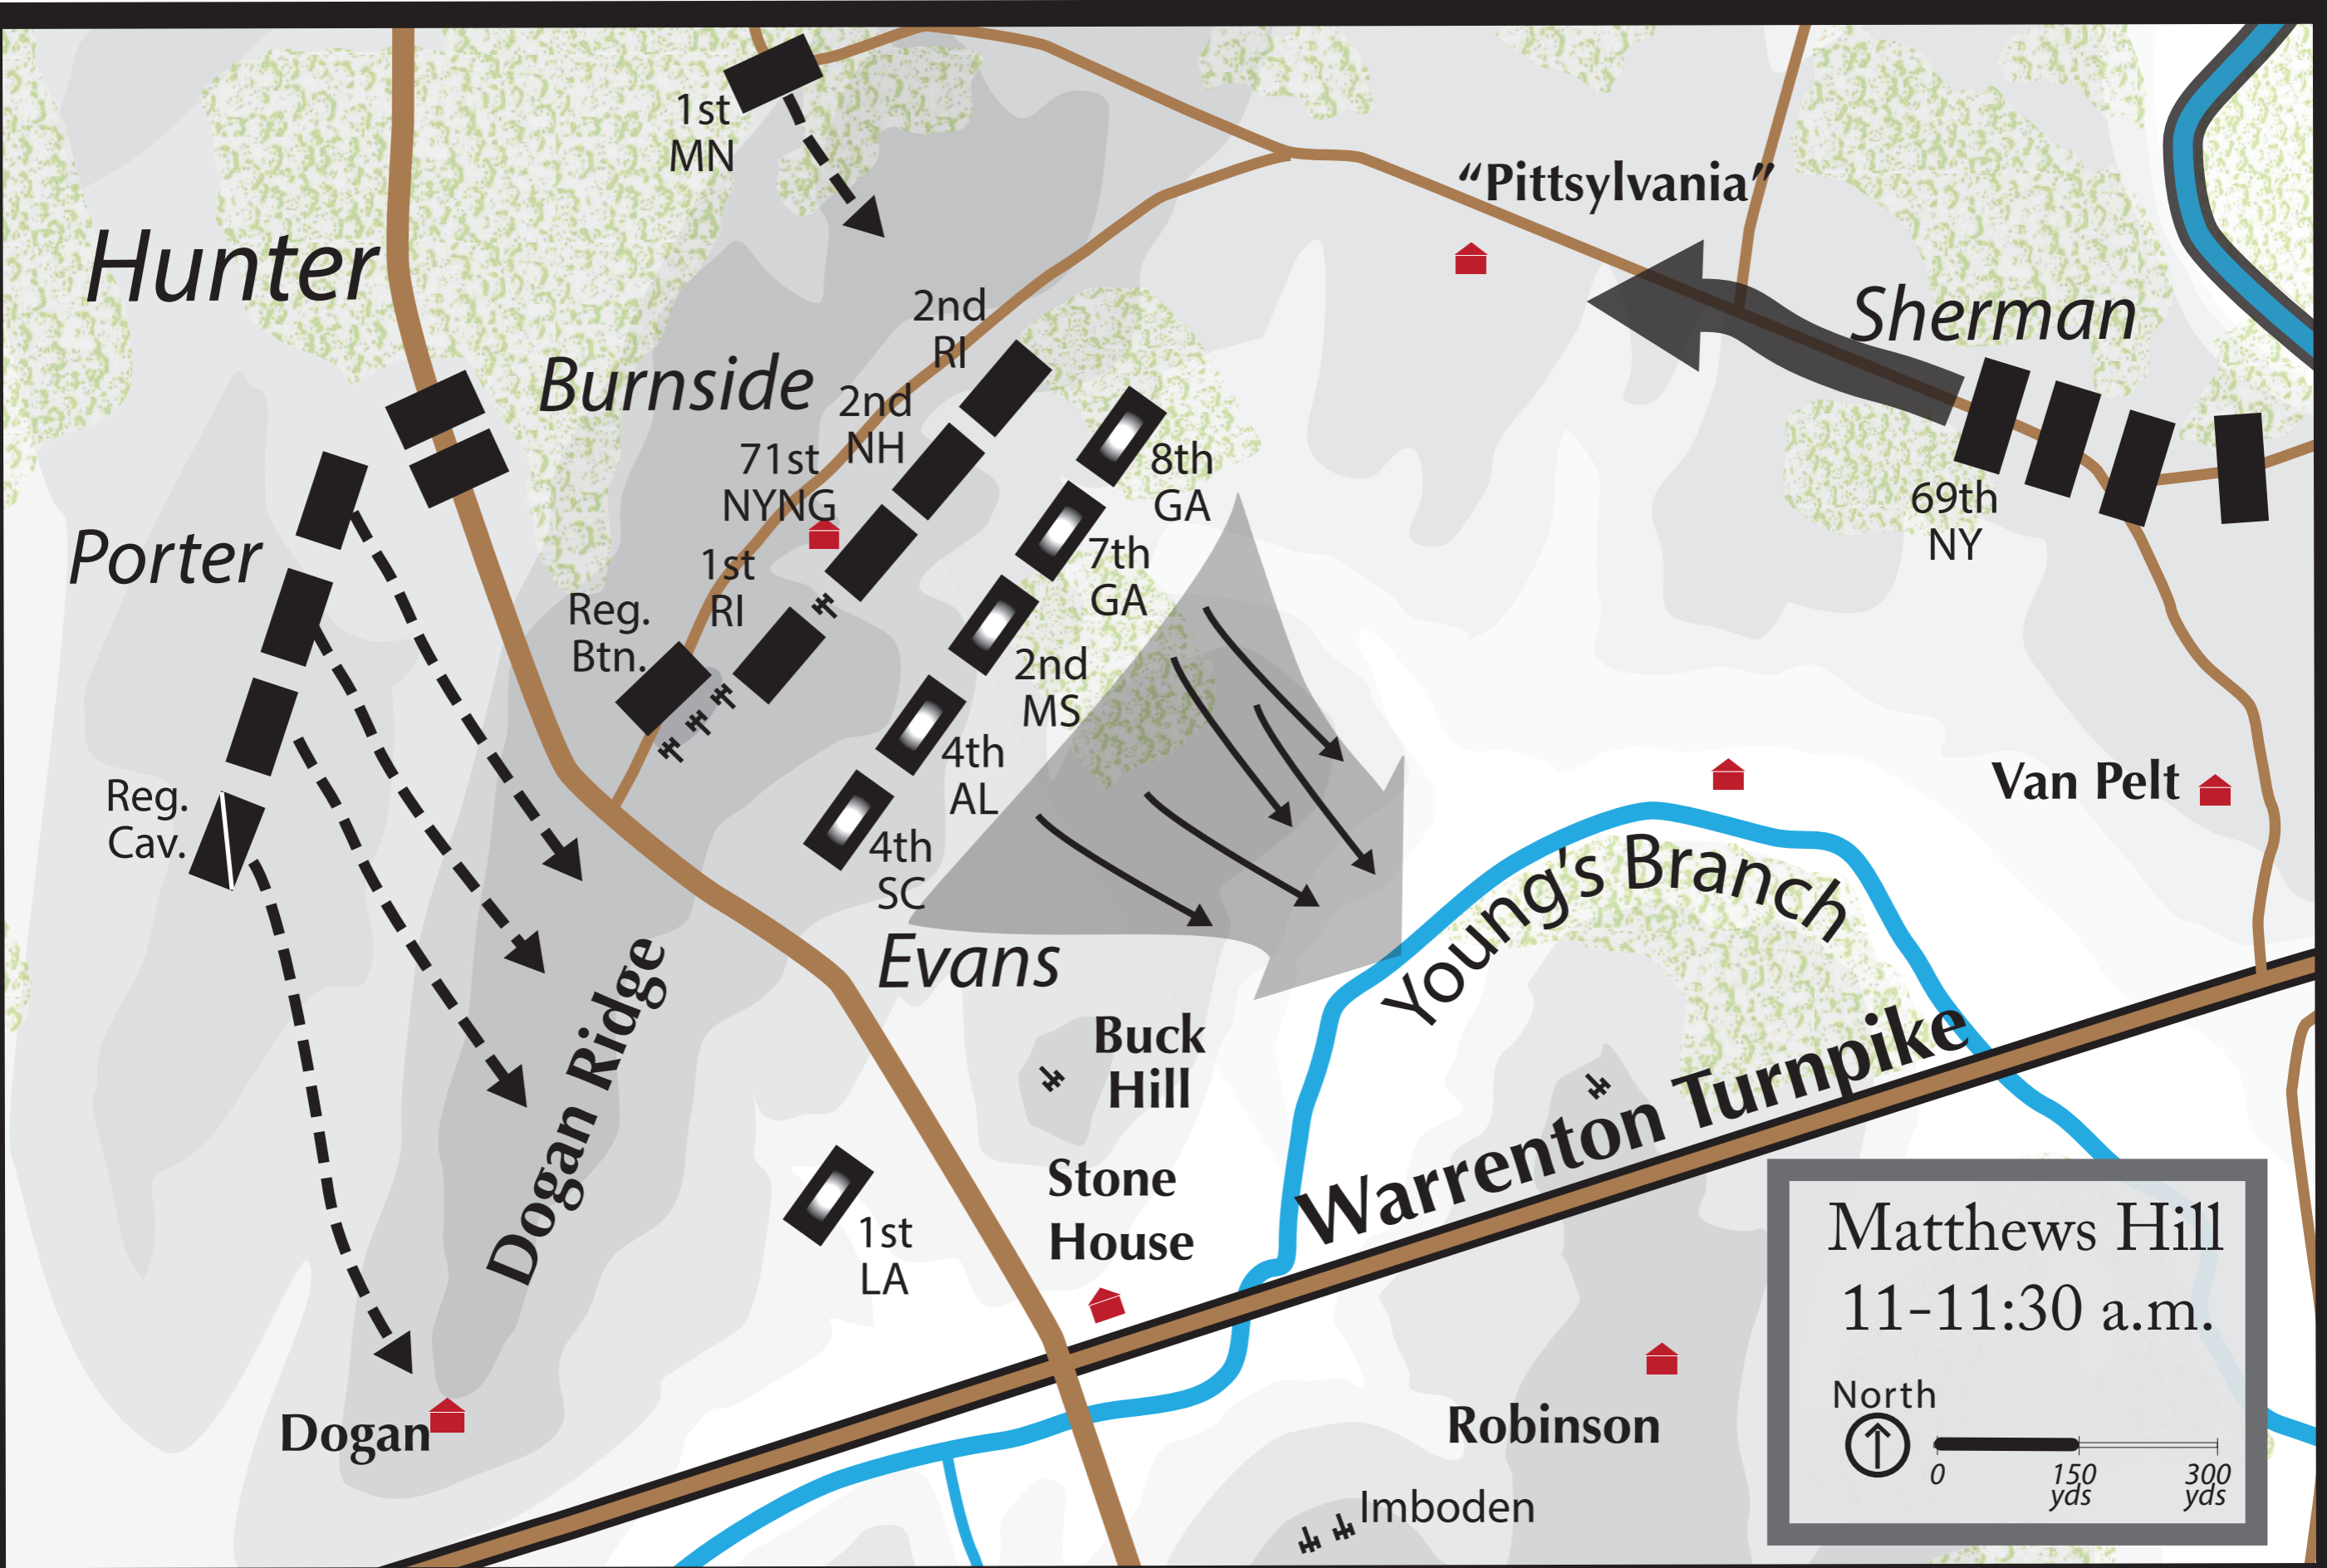 1st
MN
“Pittsylvania”
Hunter
Sherman
2nd
RI
Burnside
2nd
NH
71st
NYNG
8th
GA
69th
NY
Porter
7th
GA
1st
RI
Reg.
Btn.
2nd
MS
4th
AL
Van Pelt
Reg.
Cav.
4th
SC
Young's Branch
Evans
Dogan Ridge
Buck
Hill
Warrenton Turnpike
Stone
House
1st
LA
Matthews Hill
11-11:30 a.m.
North
0
150
yds
300
yds
Dogan
Robinson
Imboden